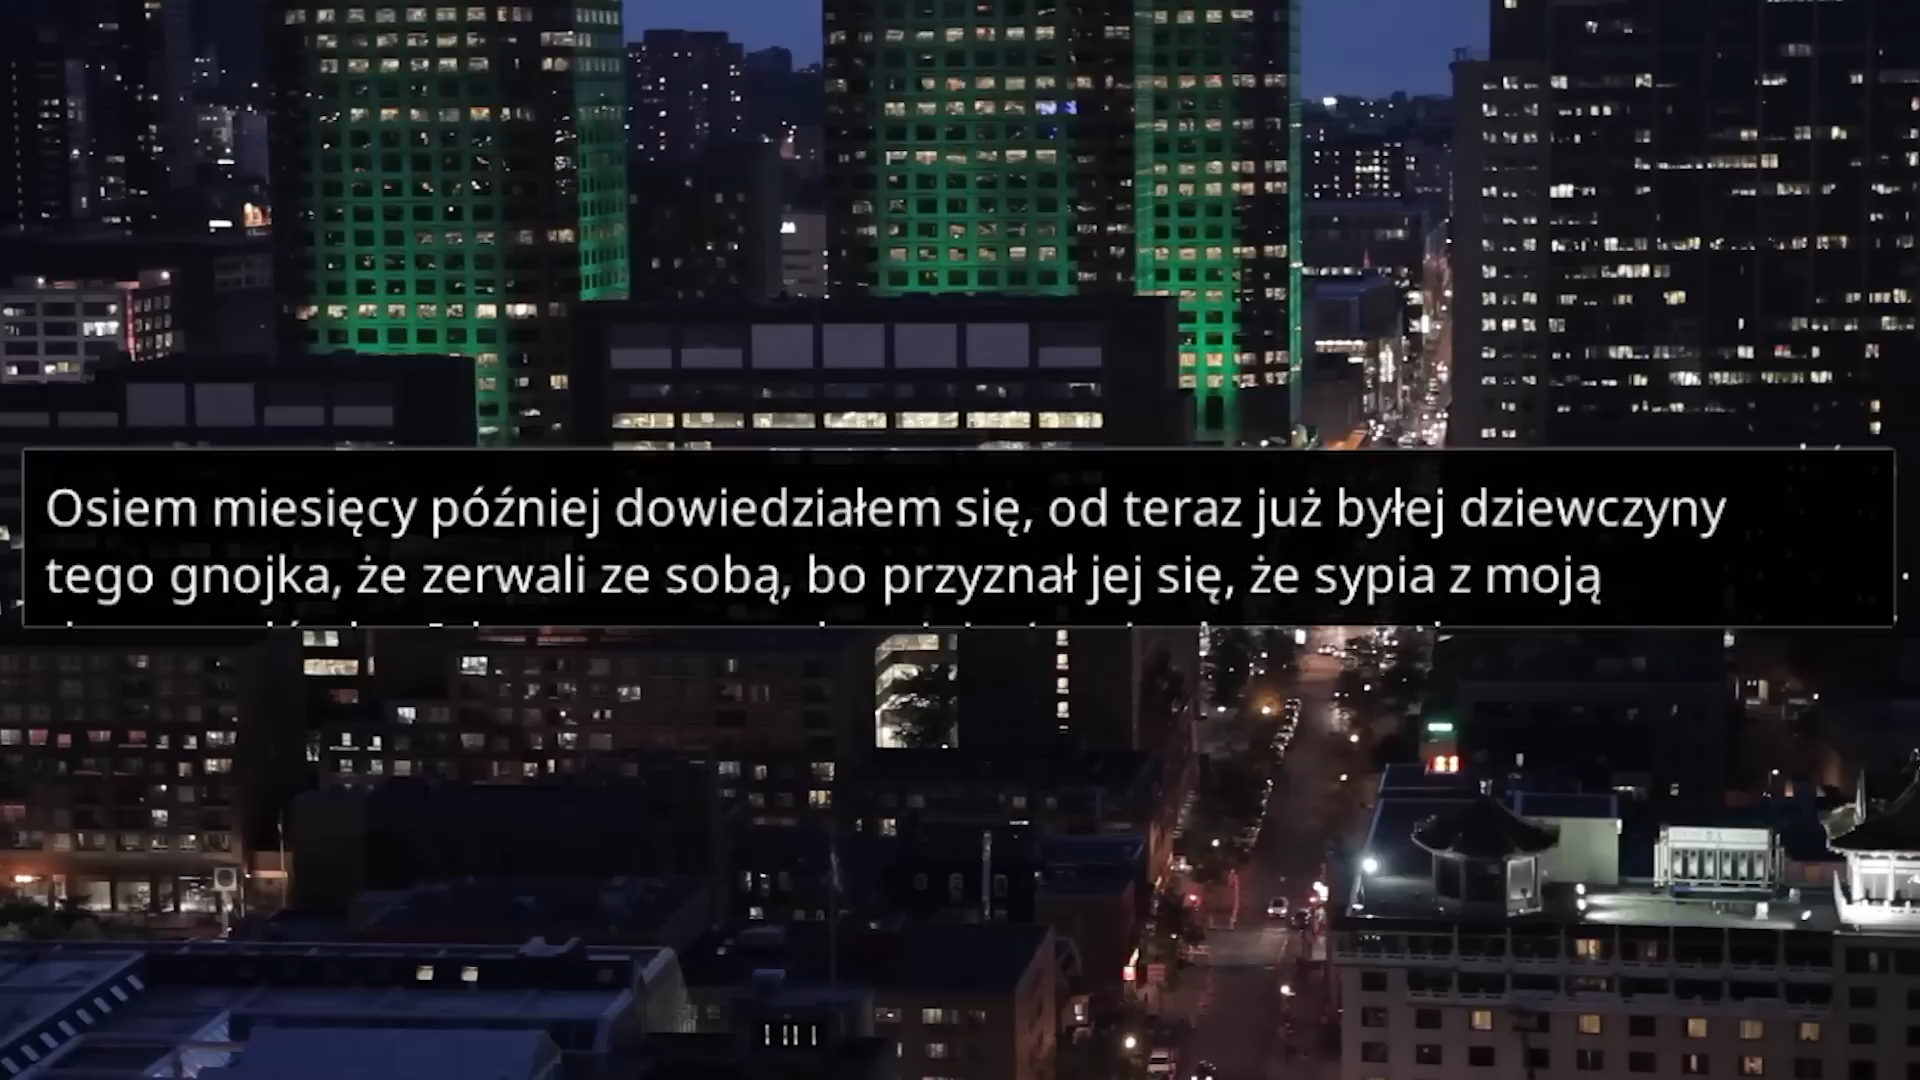 Osiem miesięcy później dowiedziałem się, od teraz już byłej dziewczyny
tego gnojka, że zerwali ze sobą, bo przyznał jej się, że sypia z moją